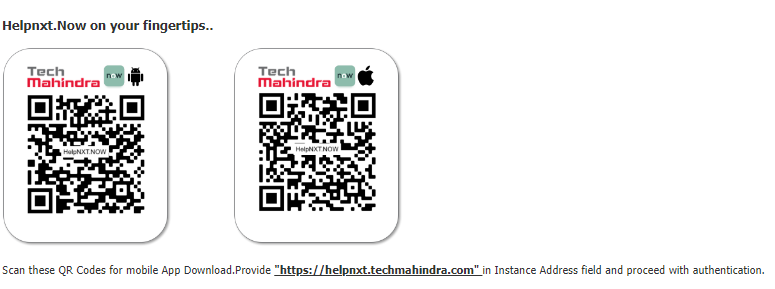 Helpnxt.Now on your fingertips..
Tech
Mahindra
now
HelpNXT.NOW
Tech
Mahindra
now
HelpNXT.NOW
Scan these QR Codes for mobile App Download.Provide "https://helpnxt.techmahindra.com" in Instance Address field and proceed with authentication.